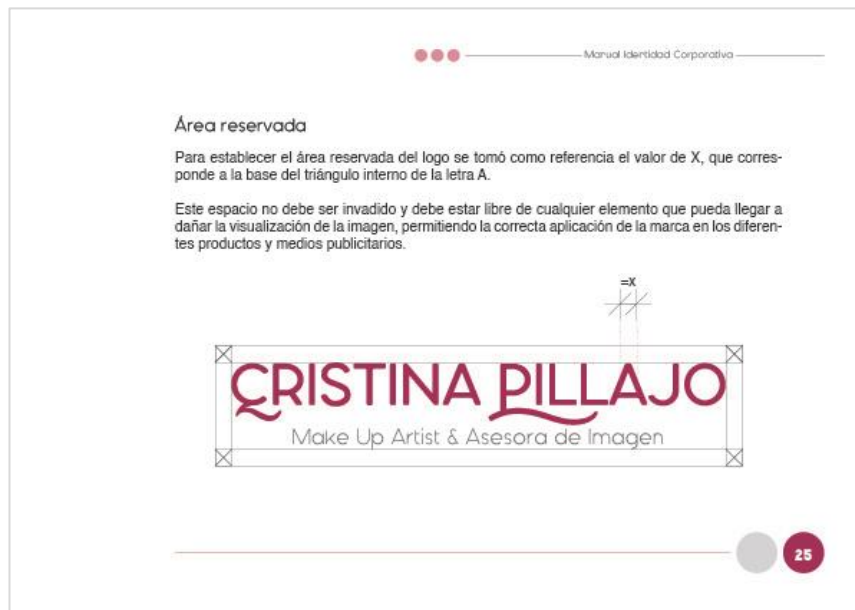 Manual Identidad Corporativa
Área reservada
Para establecer el área reservada del logo se tomó como referencia el valor de X, que corres-
ponde a la base del triángulo interno de la letra A.
Este espacio no debe ser invadido y debe estar libre de cualquier elemento que pueda llegar a
dañar la visualización de la imagen, permitiendo la correcta aplicación de la marca en los diferen-
tes productos y medios publicitarios.
=X
CRISTINA PILLAJO
Make Up Artist & Asesora de Imagen
25